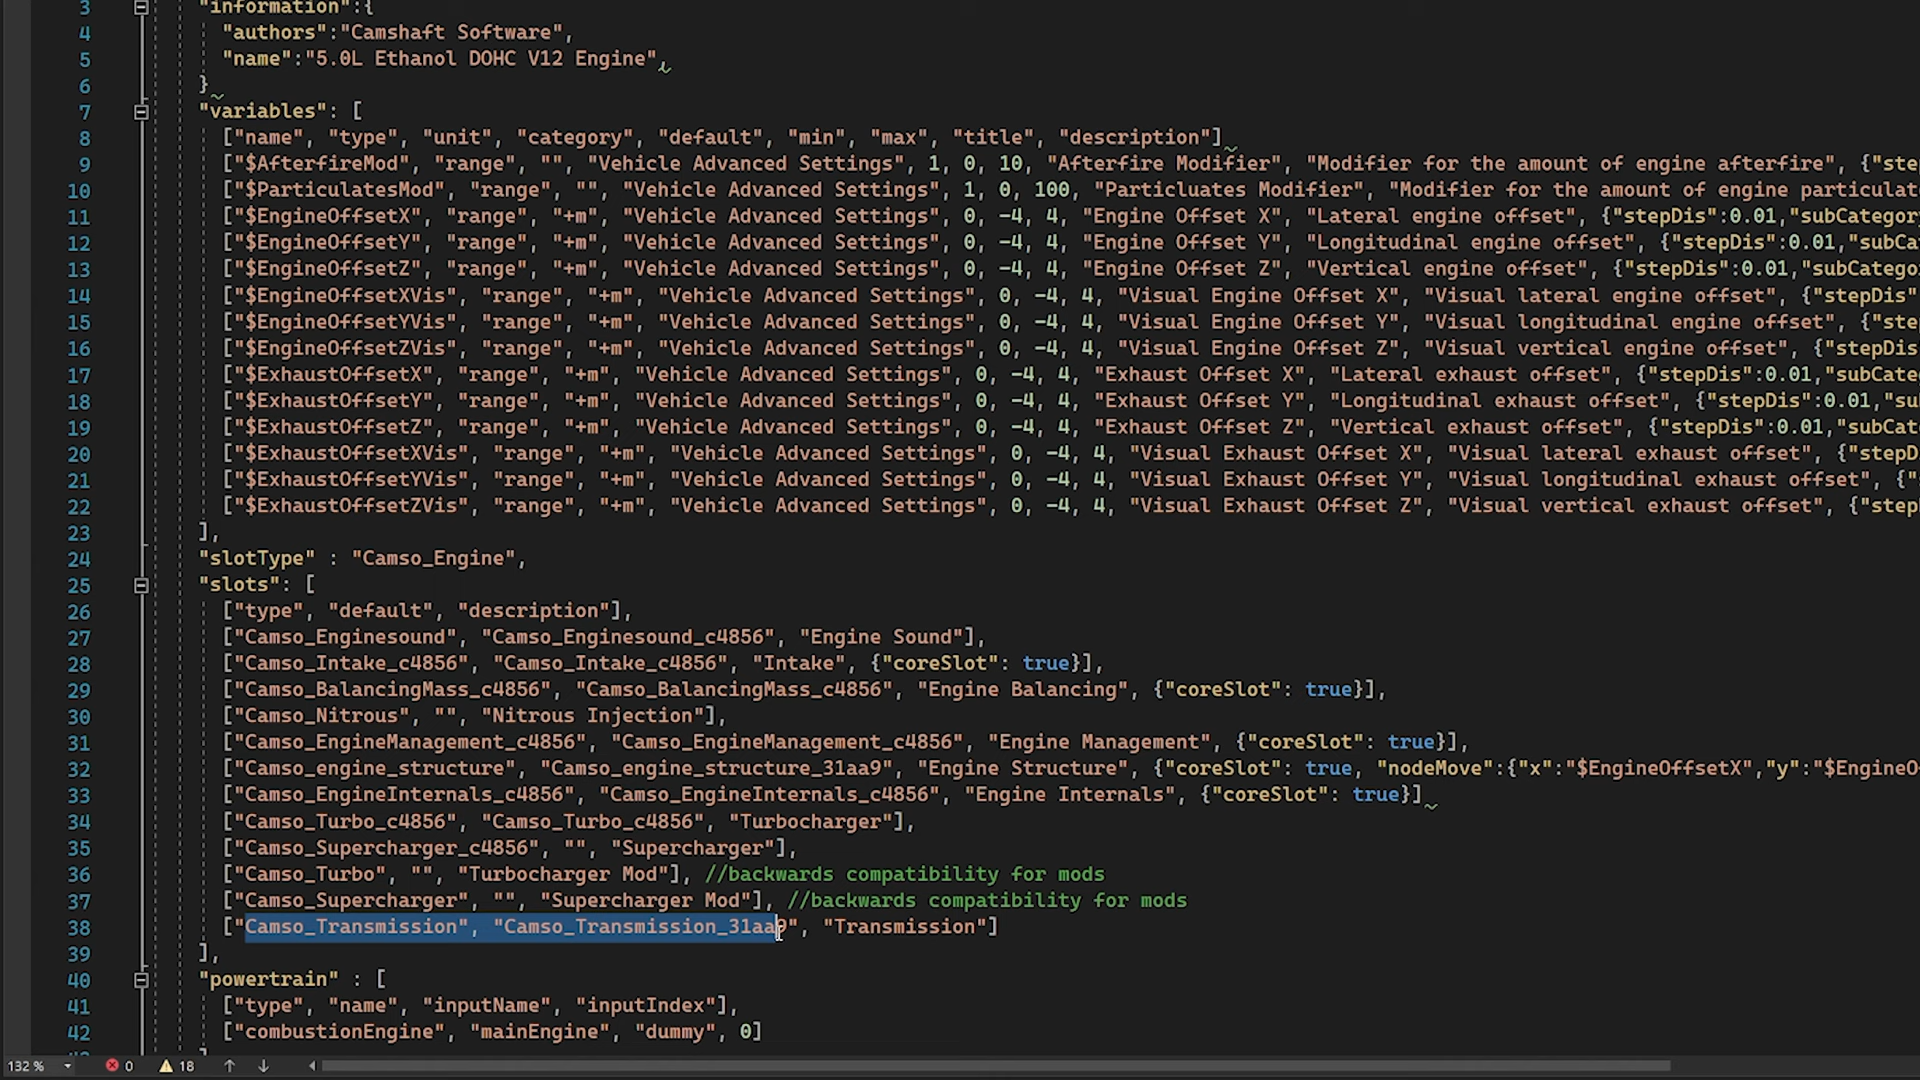 3 "information":{
4 "authors":"Camshaft Software",
5 "name":"5.0L Ethanol DOHC V12 Engine",
6 }
7 "variables": [
8 ["name", "type", "unit", "category", "default", "min", "max", "title", "description"]
9 ["$AfterfireMod", "range", "", "Vehicle Advanced Settings", 1, 0, 10, "Afterfire Modifier", "Modifier for the amount of engine afterfire", {"ste
10 ["$ParticulatesMod", "range", "", "Vehicle Advanced Settings", 1, 0, 100, "Particluates Modifier", "Modifier for the amount of engine particulat
11 ["$EngineOffsetX", "range", "+m", "Vehicle Advanced Settings", 0, -4, 4, "Engine Offset X", "Lateral engine offset", {"stepDis":0.01,"subCategory
12 ["$EngineOffsetY", "range", "+m", "Vehicle Advanced Settings", 0, -4, 4, "Engine Offset Y", "Longitudinal engine offset", {"stepDis":0.01,"subCa
13 ["$EngineOffsetZ", "range", "+m", "Vehicle Advanced Settings", 0, -4, 4, "Engine Offset Z", "Vertical engine offset", {"stepDis":0.01,"subCatego
14 ["$EngineOffsetXVis", "range", "+m", "Vehicle Advanced Settings", 0, -4, 4, "Visual Engine Offset X", "Visual lateral engine offset", {"stepDis"
15 ["$EngineOffsetYVis", "range", "+m", "Vehicle Advanced Settings", 0, -4, 4, "Visual Engine Offset Y", "Visual longitudinal engine offset", {"ste
16 ["$EngineOffsetZVis", "range", "+m", "Vehicle Advanced Settings", 0, -4, 4, "Visual Engine Offset Z", "Visual vertical engine offset", {"stepDis
17 ["$ExhaustOffsetX", "range", "+m", "Vehicle Advanced Settings", 0, -4, 4, "Exhaust Offset X", "Lateral exhaust offset", {"stepDis":0.01,"subCate
18 ["$ExhaustOffsetY", "range", "+m", "Vehicle Advanced Settings", 0, -4, 4, "Exhaust Offset Y", "Longitudinal exhaust offset", {"stepDis":0.01,"su
19 ["$ExhaustOffsetZ", "range", "+m", "Vehicle Advanced Settings", 0, -4, 4, "Exhaust Offset Z", "Vertical exhaust offset", {"stepDis":0.01,"subCat
20 ["$ExhaustOffsetXVis", "range", "+m", "Vehicle Advanced Settings", 0, -4, 4, "Visual Exhaust Offset X", "Visual lateral exhaust offset", {"step
21 ["$ExhaustOffsetYVis", "range", "+m", "Vehicle Advanced Settings", 0, -4, 4, "Visual Exhaust Offset Y", "Visual longitudinal exhaust offset", {"
22 ["$ExhaustOffsetZVis", "range", "+m", "Vehicle Advanced Settings", 0, -4, 4, "Visual Exhaust Offset Z", "Visual vertical exhaust offset", {"step
23 ],
24 "slotType" : "Camso_Engine",
25 "slots": [
26 ["type", "default", "description"],
27 ["Camso_Enginesound", "Camso_Enginesound_c4856", "Engine Sound"],
28 ["Camso_Intake_c4856", "Camso_Intake_c4856", "Intake", {"coreSlot": true}],
29 ["Camso_BalancingMass_c4856", "Camso_BalancingMass_c4856", "Engine Balancing", {"coreSlot": true}],
30 ["Camso_Nitrous", "", "Nitrous Injection"],
31 ["Camso_EngineManagement_c4856", "Camso_EngineManagement_c4856", "Engine Management", {"coreSlot": true}],
32 ["Camso_engine_structure", "Camso_engine_structure_31aa9", "Engine Structure", {"coreSlot": true, "nodeMove":{"x":"$EngineOffsetX","y":"$EngineO
33 ["Camso_EngineInternals_c4856", "Camso_EngineInternals_c4856", "Engine Internals", {"coreSlot": true}]
34 ["Camso_Turbo_c4856", "Camso_Turbo_c4856", "Turbocharger"],
35 ["Camso_Supercharger_c4856", "", "Supercharger"],
36 ["Camso_Turbo", "", "Turbocharger Mod"], //backwards compatibility for mods
37 ["Camso_Supercharger", "", "Supercharger Mod"], //backwards compatibility for mods
38 ["Camso_Transmission", "Camso_Transmission_31aa9", "Transmission"]
39 ],
40 "powertrain" : [
41 ["type", "name", "inputName", "inputIndex"],
42 ["combustionEngine", "mainEngine", "dummy", 0]
132 % 0 18